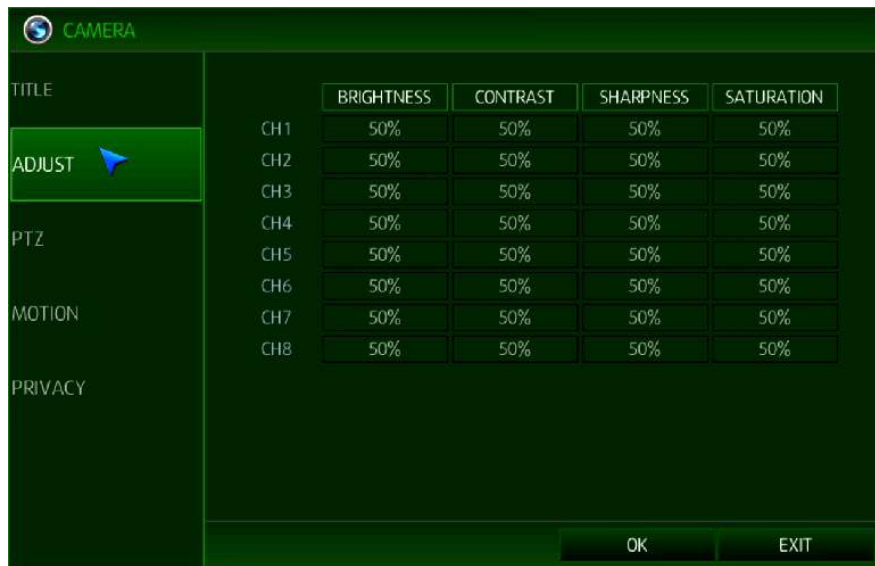 CAMERA
TITLE
BRIGHTNESS CONTRAST SHARPNESS SATURATION
CH1 50% 50% 50% 50%
ADJUST
CH2 50% 50% 50% 50%
CH3 50% 50% 50% 50%
CH4 50% 50% 50% 50%
PTZ
CH5 50% 50% 50% 50%
CH6 50% 50% 50% 50%
MOTION
CH7 50% 50% 50% 50%
CH8 50% 50% 50% 50%
PRIVACY
OK EXIT